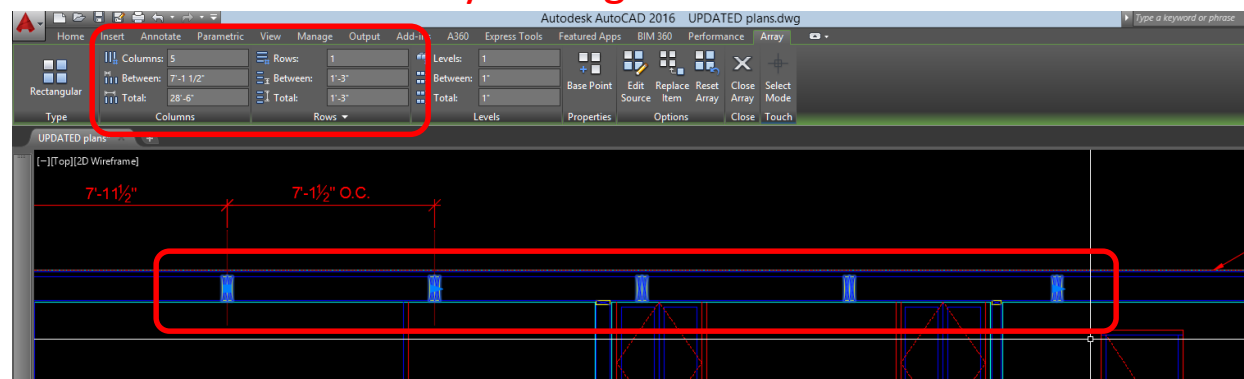 Autodesk AutoCAD 2016 UPDATED plans.dwg
Type a keyword or phrase
Home Insert Annotate Parametric View Manage Output Add-ins A360 Express Tools Featured Apps BIM 360 Performance Array
Columns: 5 Rows: 1 Levels: 1
Between: 7'-1 1/2" Between: 1'-3" Between: 1"
Total: 28'-6" Total: 1'-3" Total: 1"
Rectangular Base Point Edit Source Replace Item Reset Array Close Array Select Mode
Type Columns Rows Levels Properties Options Close Touch
UPDATED plans
[−][Top][2D Wireframe]
7'-11½" 7'-1½" O.C.